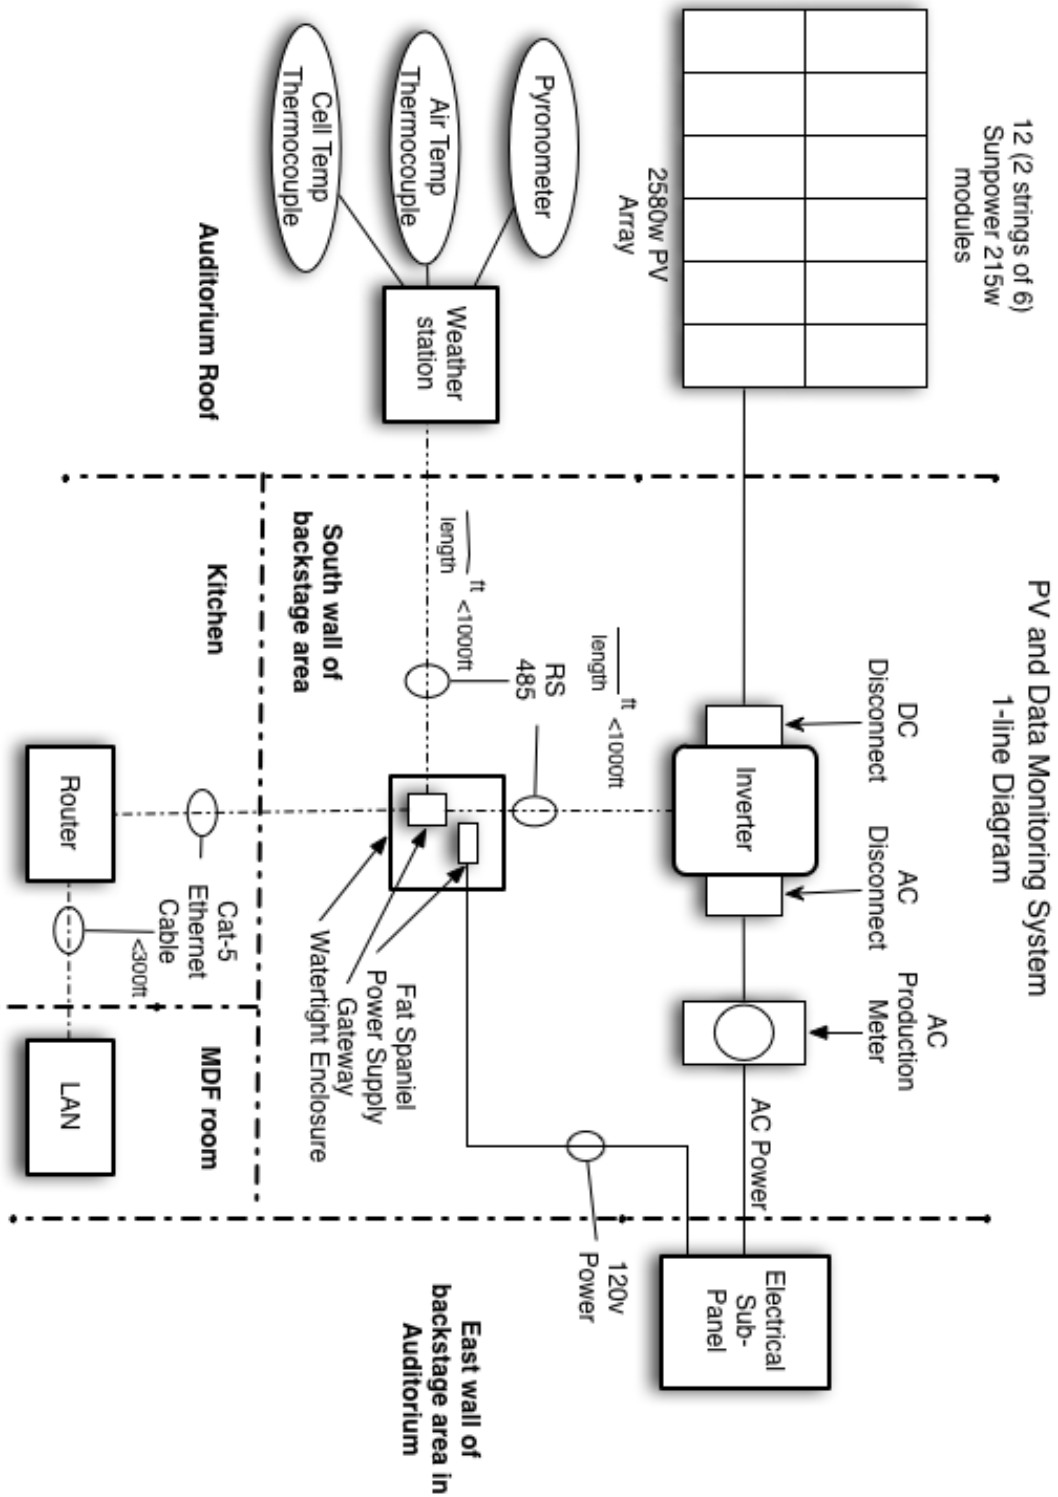 PV and Data Monitoring System
1-line Diagram
12 (2 strings of 6)
Sunpower 215w
modules
2580w PV
Array
DC
Disconnect
Inverter
AC
Disconnect
AC
Production
Meter
AC Power
Electrical
Sub-
Panel
120v
Power
Pyronometer
Air Temp
Thermocouple
Cell Temp
Thermocouple
Weather
station
ft <1000ft
length
RS
485
ft <1000ft
length
Fat Spaniel
Power Supply
Gateway
Watertight Enclosure
South wall of
backstage area
East wall of
backstage area in
Auditorium
Auditorium Roof
Kitchen
MDF room
Router
Cat-5
Ethernet
Cable
<300ft
LAN